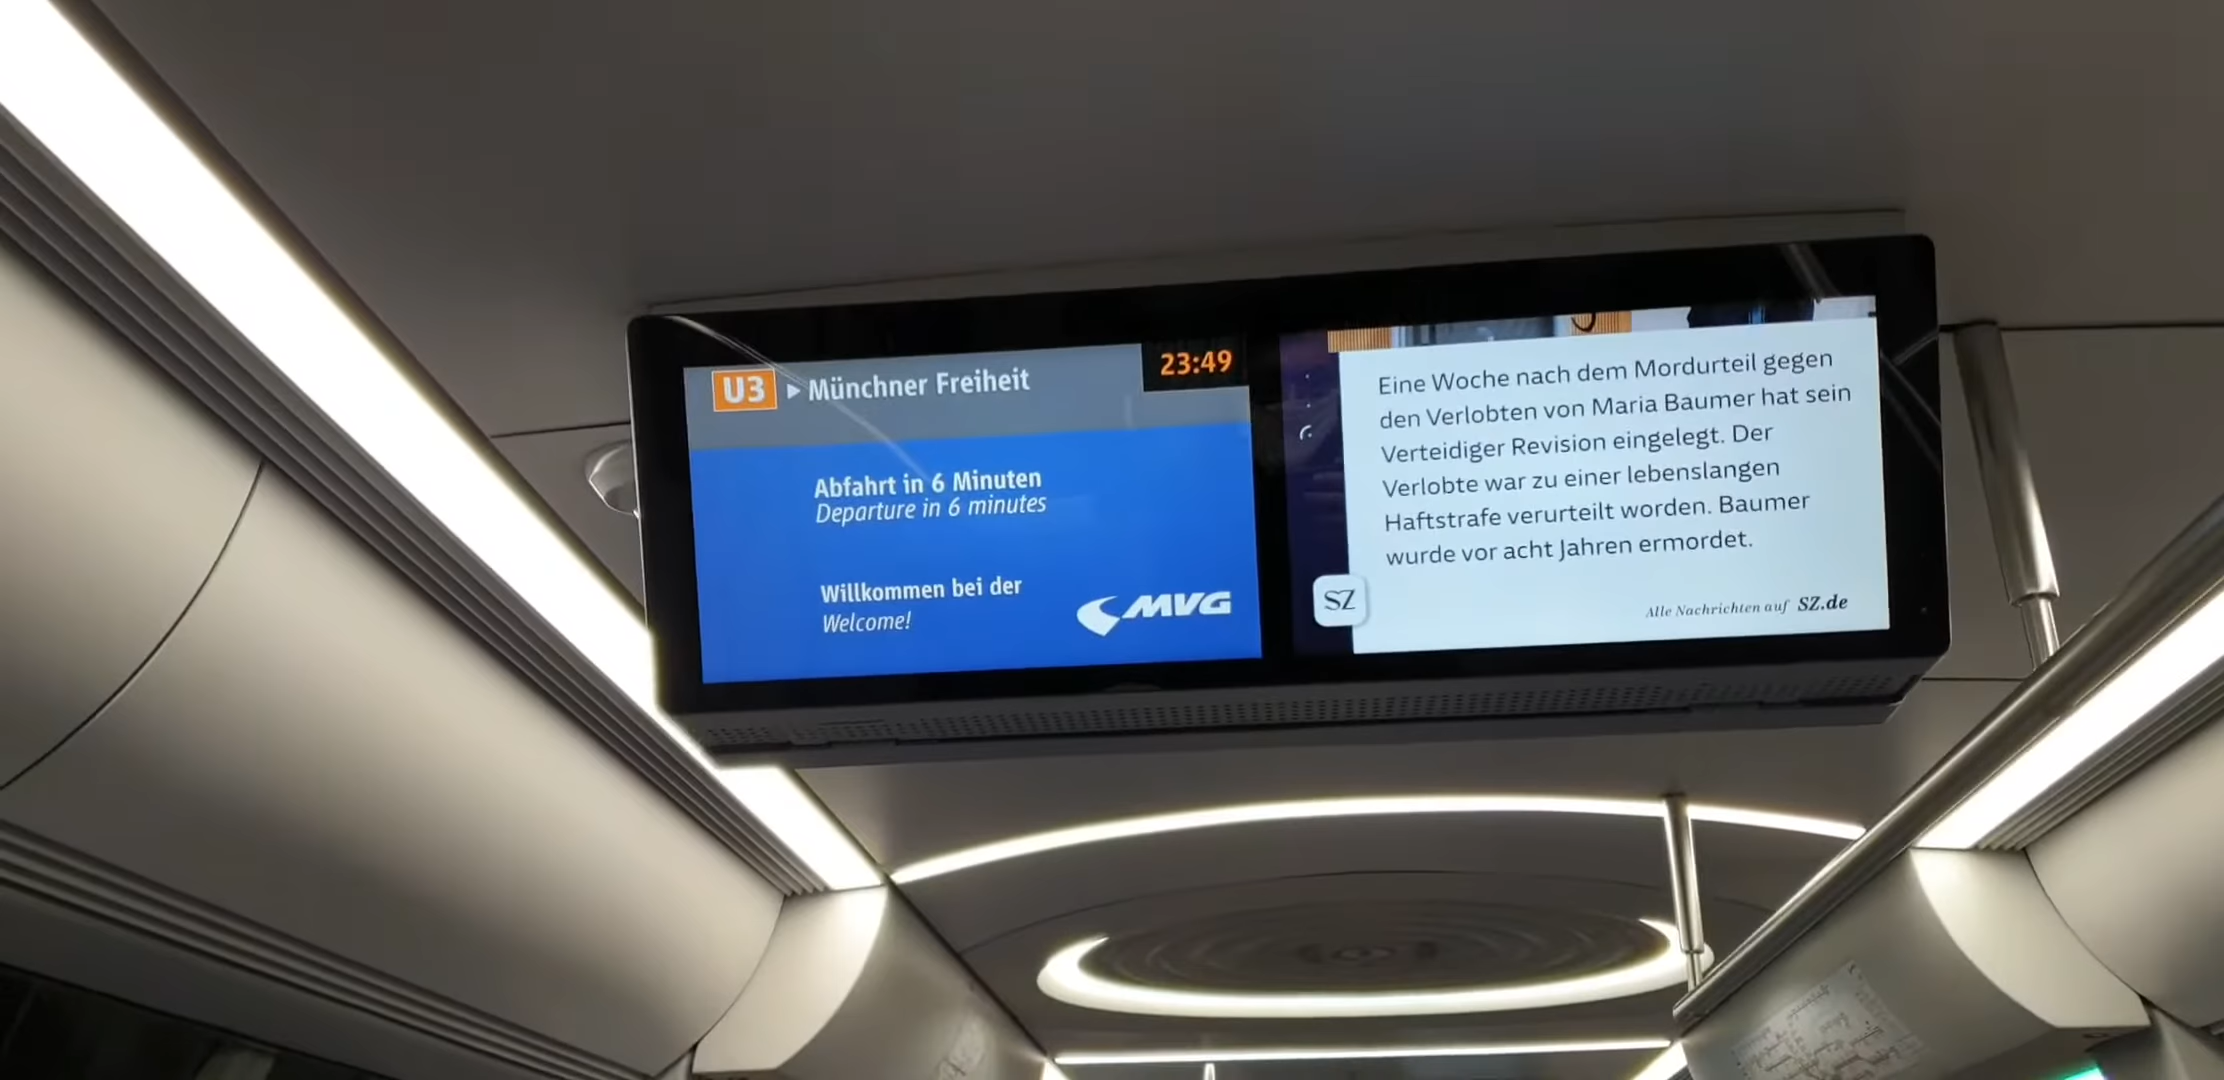 U3 ▸ Münchner Freiheit
23:49
Abfahrt in 6 Minuten
Departure in 6 minutes
Willkommen bei der
Welcome!
MVG
Eine Woche nach dem Mordurteil gegen
den Verlobten von Maria Baumer hat sein
Verteidiger Revision eingelegt. Der
Verlobte war zu einer lebenslangen
Haftstrafe verurteilt worden. Baumer
wurde vor acht Jahren ermordet.
SZ
Alle Nachrichten auf SZ.de